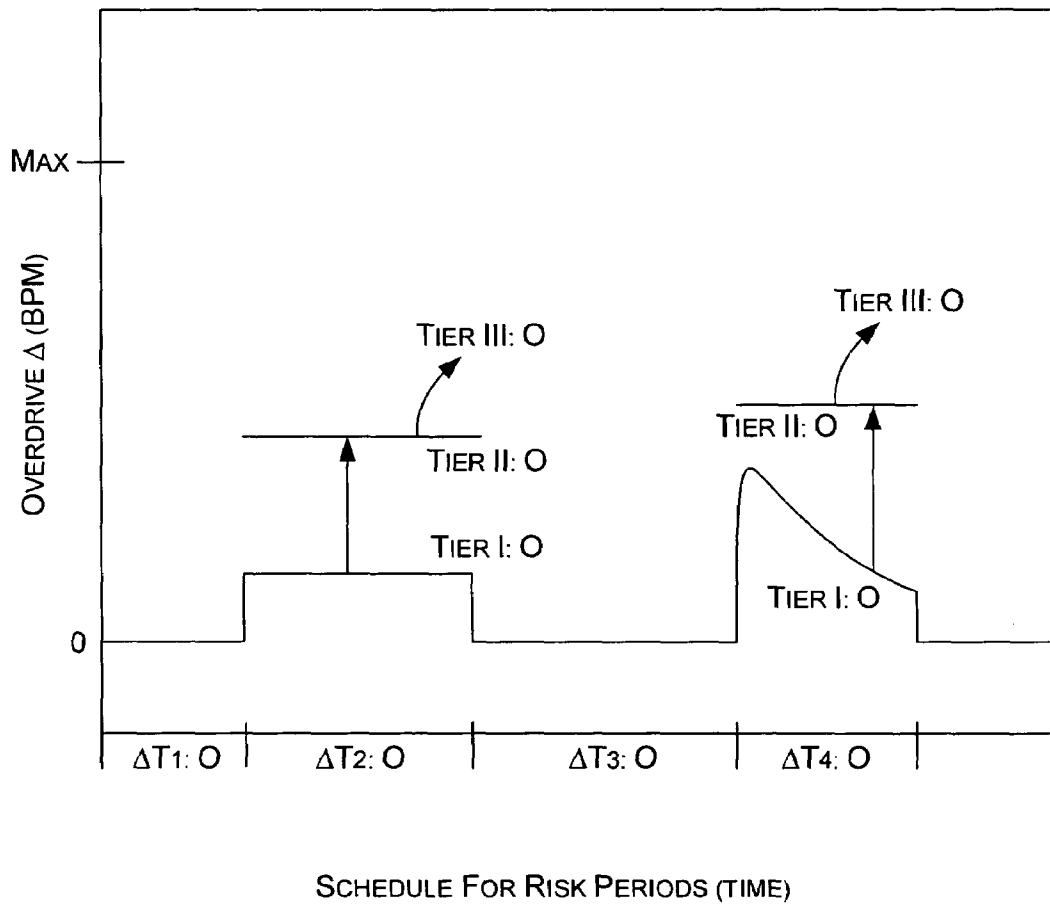 MAX
OVERDRIVE Δ (BPM)
TIER III: O
TIER III: O
TIER II: O
TIER II: O
TIER I: O
TIER I: O
0
ΔT1: O
ΔT2: O
ΔT3: O
ΔT4: O
SCHEDULE FOR RISK PERIODS (TIME)